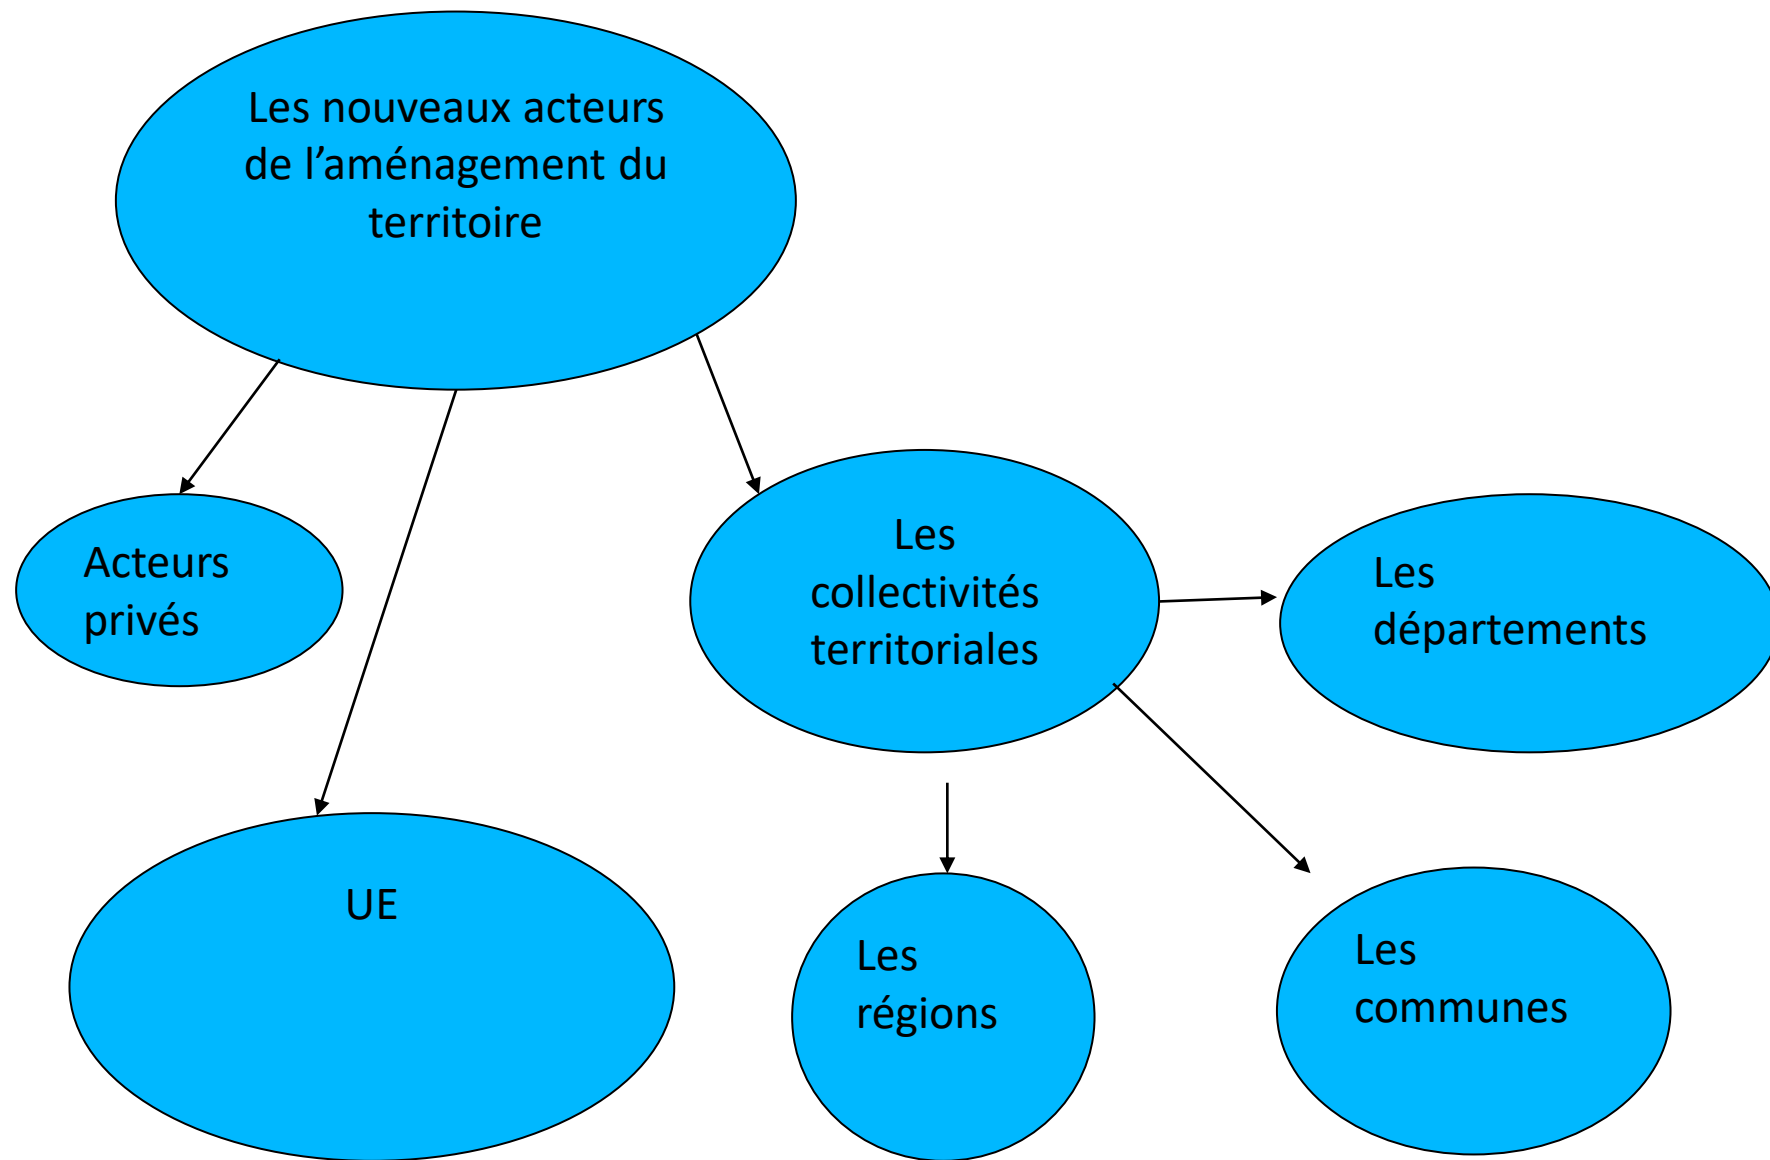 Les nouveaux acteurs
de l’aménagement du
territoire
Acteurs
privés
Les
collectivités
territoriales
Les
départements
UE
Les
régions
Les
communes